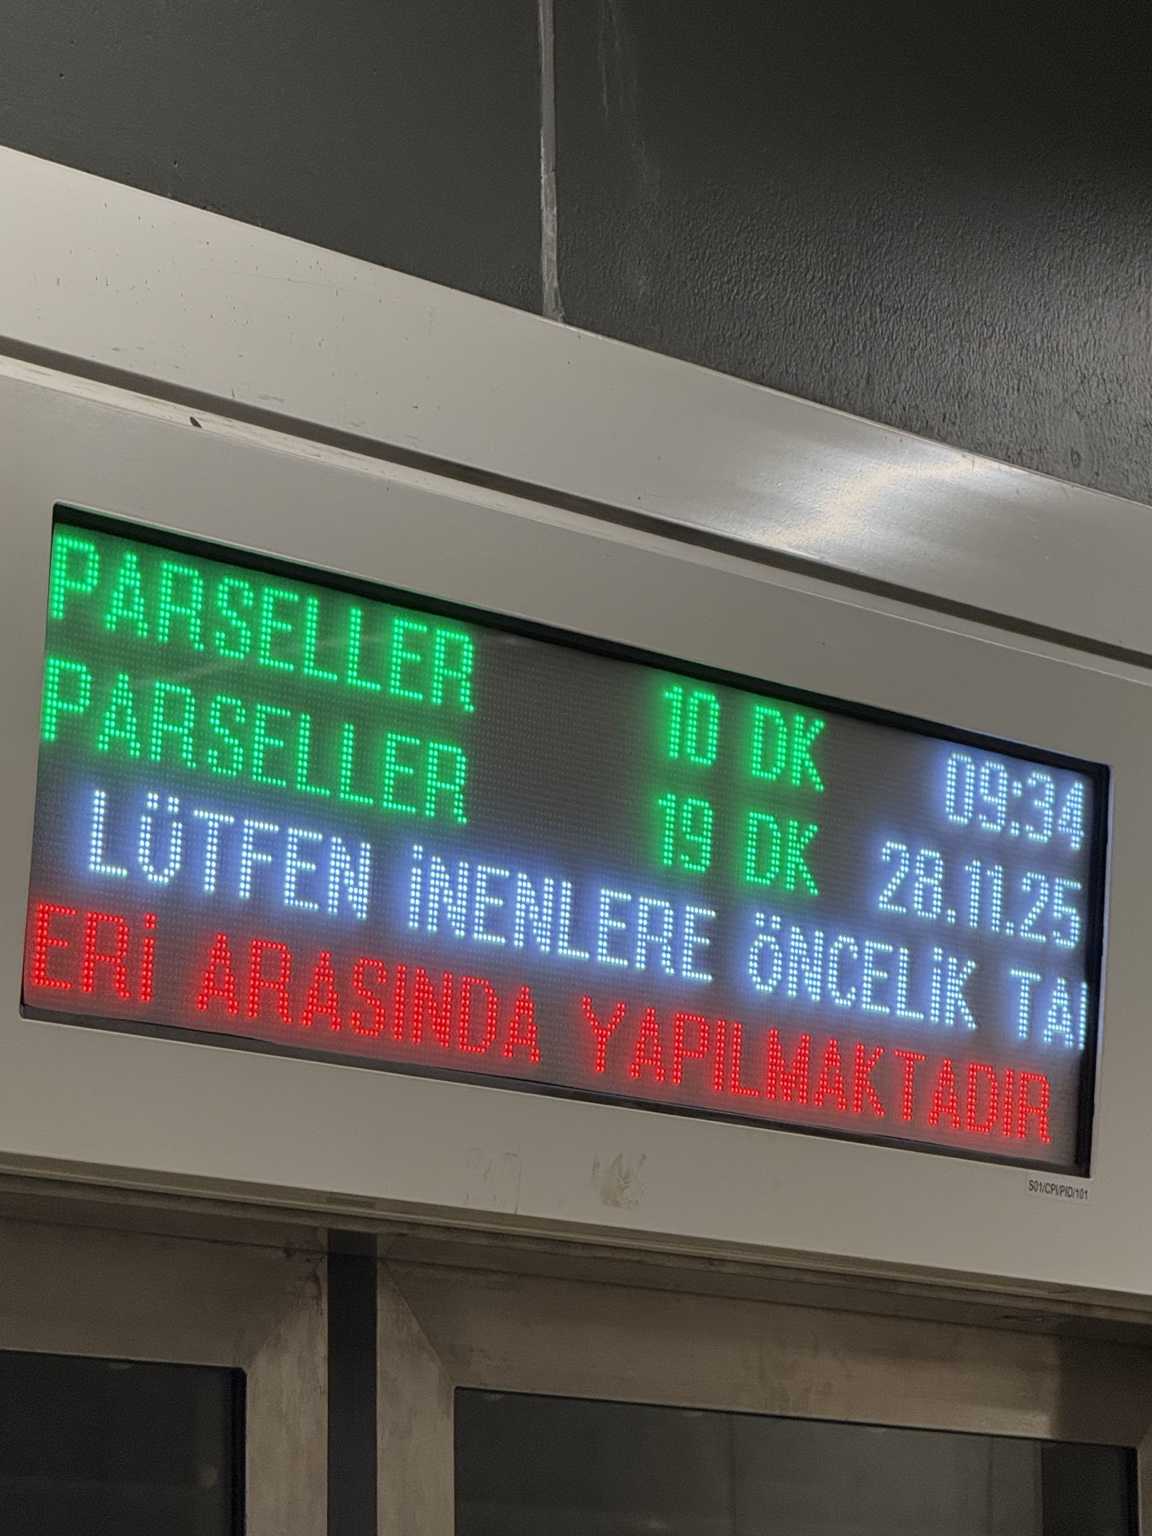 PARSELLER 10 DK 09:34
PARSELLER 19 DK 28.11.25
LÜTFEN İNENLERE ÖNCELİK
ERİ ARASINDA YAPILMAKTADIR
S01/CPI/PID/101